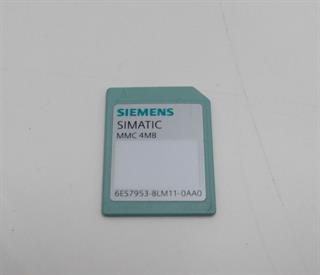 SIEMENS
SIMATIC
MMC 4MB
6ES7953-8LM11-0AA0